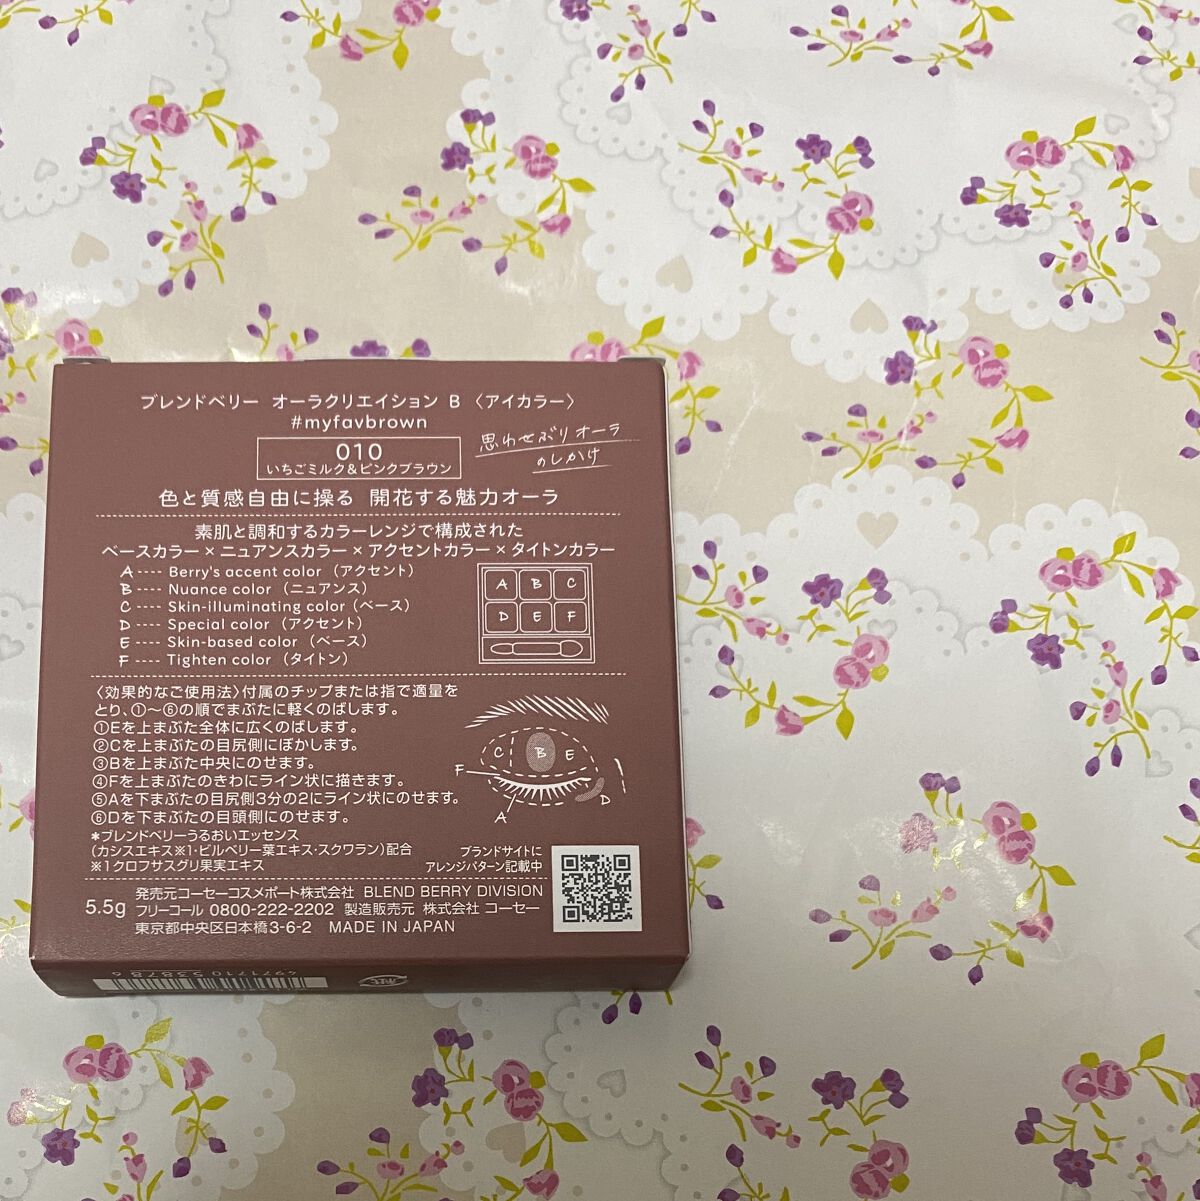 ブレンドベリー オーラクリエイション B 〈アイカラー〉
#myfavbrown
010
いちごミルク&ピンクブラウン
思わせぶりオーラ
のしかけ
色と質感自由に操る 開花する魅力オーラ
素肌と調和するカラーレンジで構成された
ベースカラー×ニュアンスカラー×アクセントカラー×タイトンカラー
A ---- Berry's accent color (アクセント)
B ---- Nuance color (ニュアンス)
C ---- Skin-illuminating color (ベース)
D ---- Special color (アクセント)
E ---- Skin-based color (ベース)
F ---- Tighten color (タイトン)
A B C
D E F
〈効果的なご使用法〉付属のチップまたは指で適量を
とり、①〜⑥の順でまぶたに軽くのばします。
①Eを上まぶた全体に広くのばします。
②Cを上まぶたの目尻側にぼかします。
③Bを上まぶた中央にのせます。
④Fを上まぶたのきわにライン状に描きます。
⑤Aを下まぶたの目尻側3分の2にライン状にのせます。
⑥Dを下まぶたの目頭側にのせます。
C B E
F
D
A
*ブレンドベリーうるおいエッセンス
(カシスエキス※1・ビルベリー葉エキス・スクワラン)配合
※1クロフサスグリ果実エキス
ブランドサイトに
アレンジパターン記載中
5.5g
発売元コーセーコスメポート株式会社 BLEND BERRY DIVISION
フリーコール 0800-222-2202 製造販売元 株式会社 コーセー
東京都中央区日本橋3-6-2 MADE IN JAPAN
4971710538786